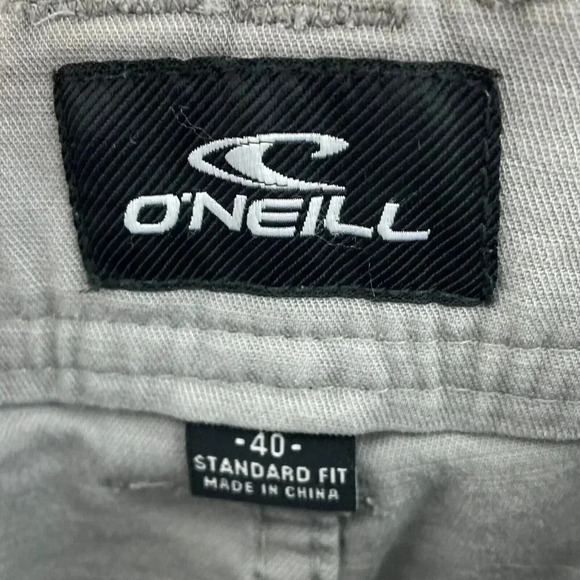 O'NEILL
-40-
STANDARD FIT
MADE IN CHINA